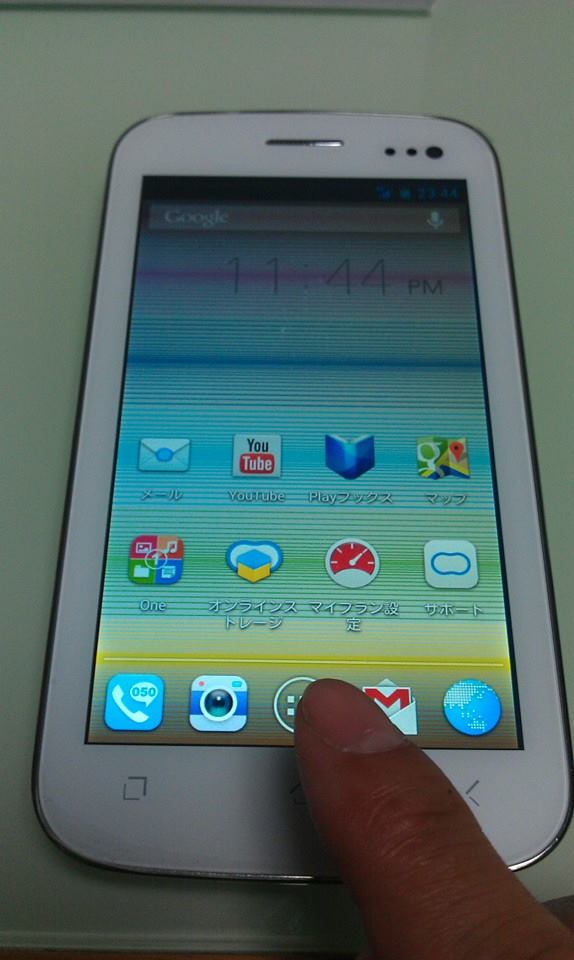 23:44
Google
11:44 PM
You
Tube
メール
YouTube
Playブックス
マップ
One
オンラインス
トレージ
マイプラン設
定
サポート
050